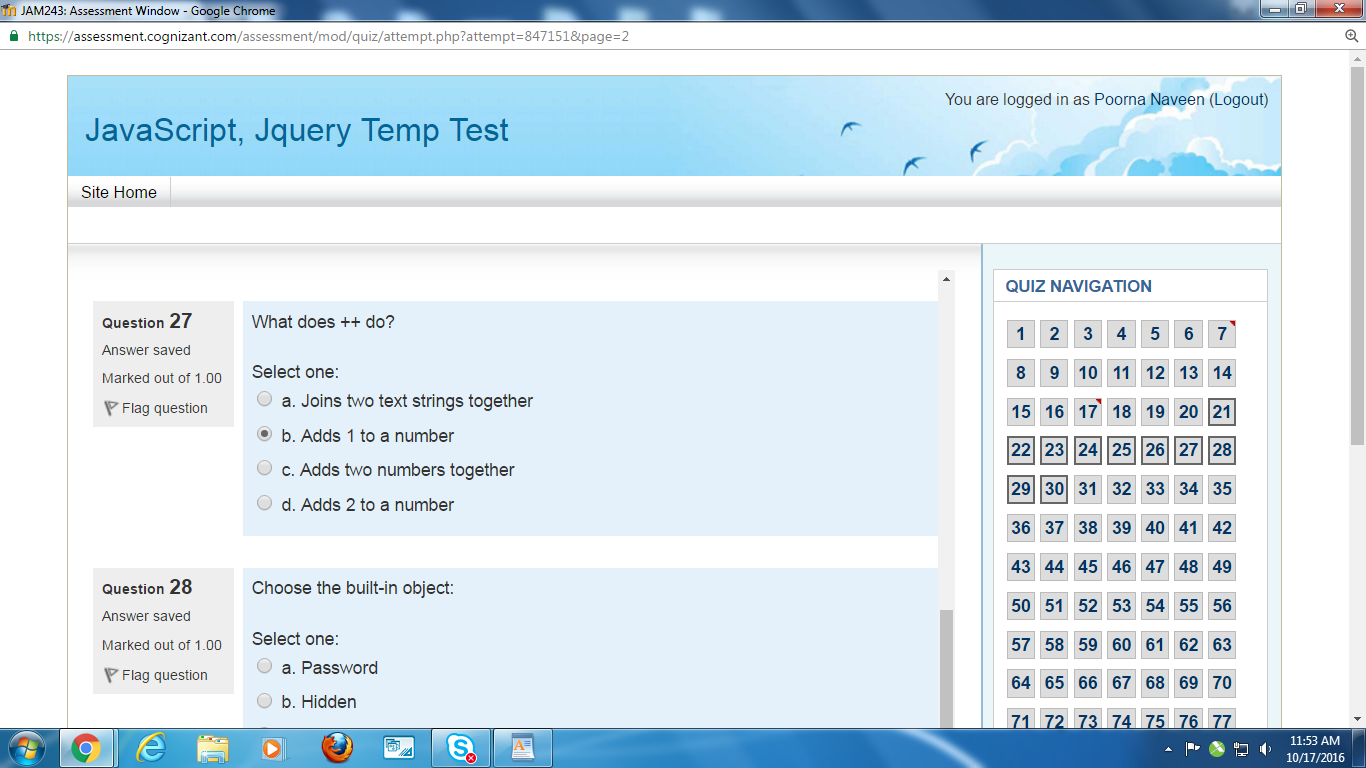 JAM243: Assessment Window - Google Chrome
https://assessment.cognizant.com/assessment/mod/quiz/attempt.php?attempt=847151&page=2
You are logged in as Poorna Naveen (Logout)
JavaScript, Jquery Temp Test
Site Home
Question 27
Answer saved
Marked out of 1.00
Flag question
What does ++ do?
Select one:
a. Joins two text strings together
b. Adds 1 to a number
c. Adds two numbers together
d. Adds 2 to a number
Question 28
Answer saved
Marked out of 1.00
Flag question
Choose the built-in object:
Select one:
a. Password
b. Hidden
QUIZ NAVIGATION
1 2 3 4 5 6 7
8 9 10 11 12 13 14
15 16 17 18 19 20 21
22 23 24 25 26 27 28
29 30 31 32 33 34 35
36 37 38 39 40 41 42
43 44 45 46 47 48 49
50 51 52 53 54 55 56
57 58 59 60 61 62 63
64 65 66 67 68 69 70
71 72 73 74 75 76 77
11:53 AM
10/17/2016